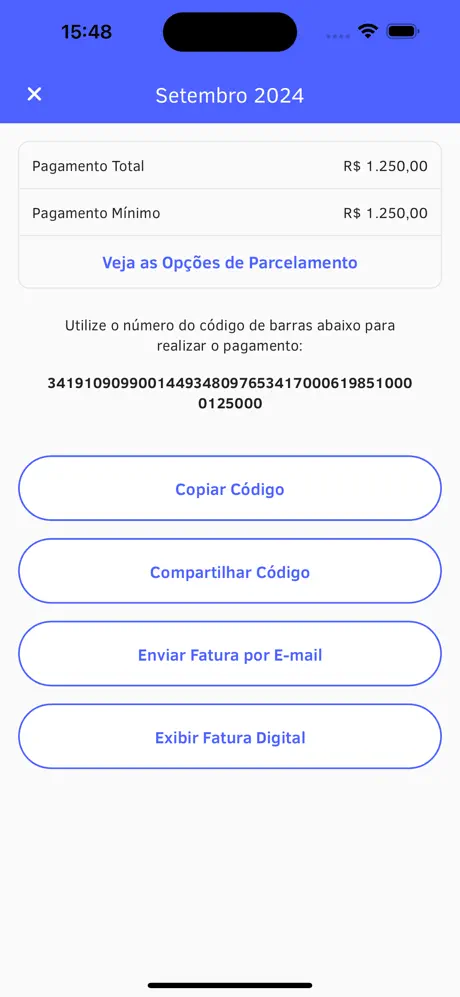 15:48
Setembro 2024
Pagamento Total R$ 1.250,00
Pagamento Mínimo R$ 1.250,00
Veja as Opções de Parcelamento
Utilize o número do código de barras abaixo para
realizar o pagamento:
3419109099001449348097653417000619851000
0125000
Copiar Código
Compartilhar Código
Enviar Fatura por E-mail
Exibir Fatura Digital